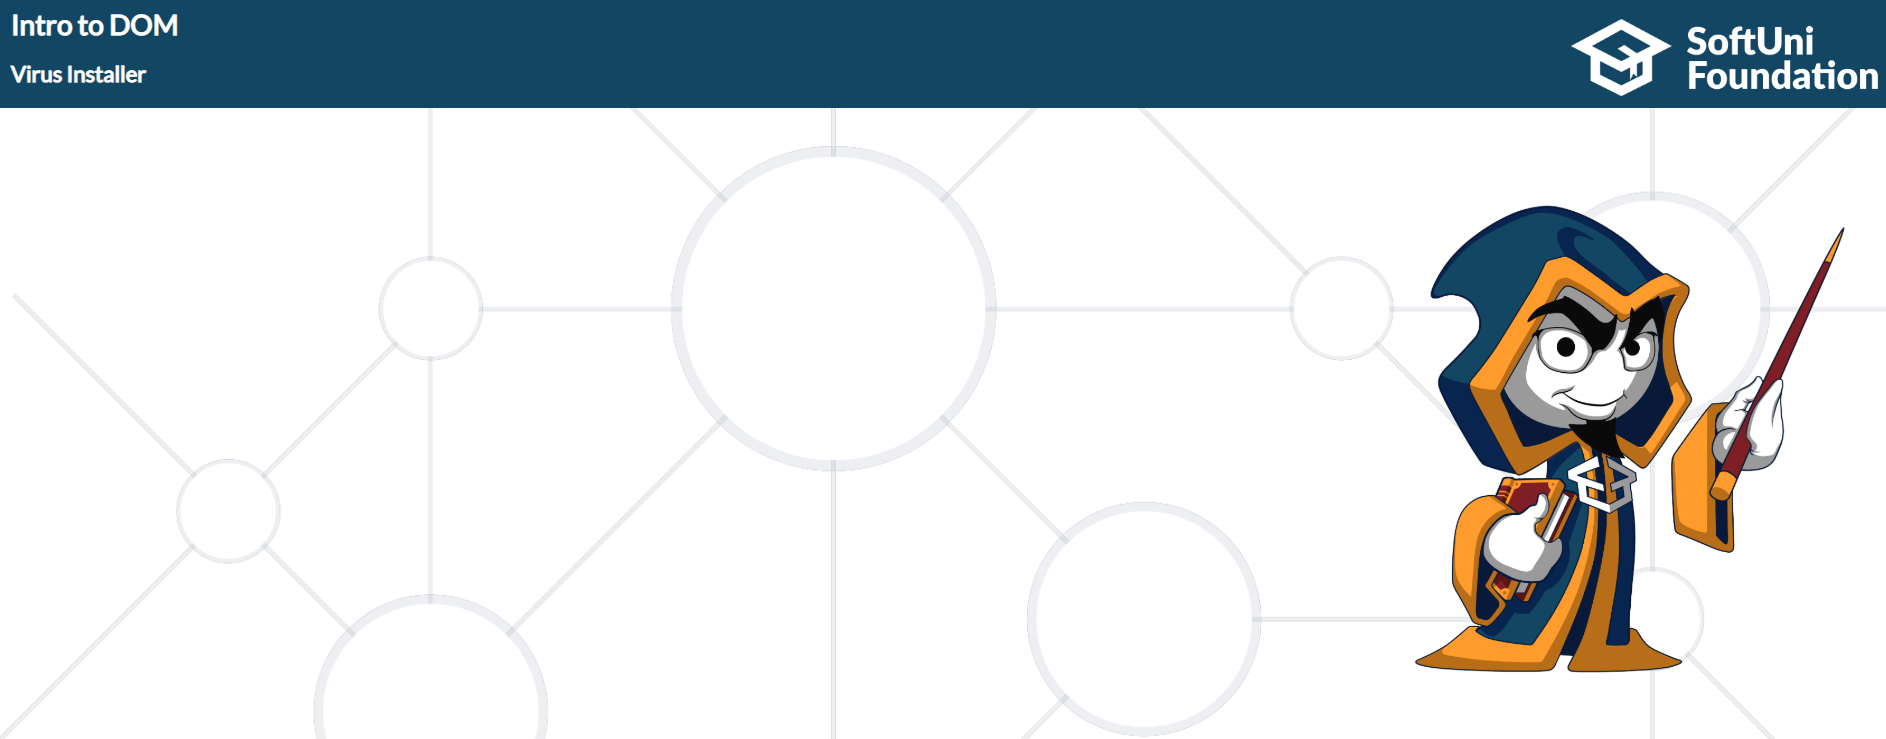 Intro to DOM
Virus Installer
SoftUni
Foundation